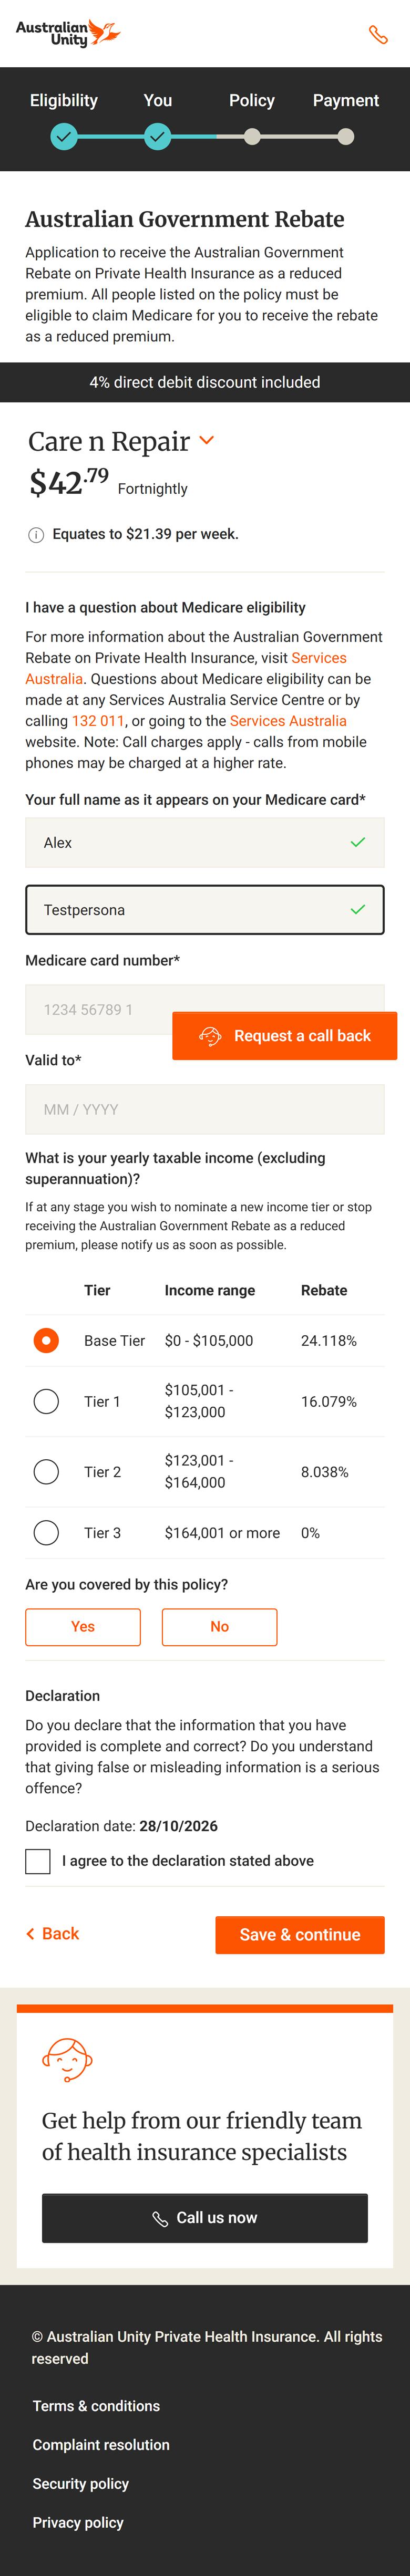 Australian
Unity
Eligibility
You
Policy
Payment
Australian Government Rebate
Application to receive the Australian Government
Rebate on Private Health Insurance as a reduced
premium. All people listed on the policy must be
eligible to claim Medicare for you to receive the rebate
as a reduced premium.
4% direct debit discount included
Care n Repair
$42.79 Fortnightly
Equates to $21.39 per week.
I have a question about Medicare eligibility
For more information about the Australian Government
Rebate on Private Health Insurance, visit Services
Australia. Questions about Medicare eligibility can be
made at any Services Australia Service Centre or by
calling 132 011, or going to the Services Australia
website. Note: Call charges apply - calls from mobile
phones may be charged at a higher rate.
Your full name as it appears on your Medicare card*
Alex
Testpersona
Medicare card number*
1234 56789 1
Request a call back
Valid to*
MM / YYYY
What is your yearly taxable income (excluding
superannuation)?
If at any stage you wish to nominate a new income tier or stop
receiving the Australian Government Rebate as a reduced
premium, please notify us as soon as possible.
Tier Income range Rebate
Base Tier $0 - $105,000 24.118%
Tier 1 $105,001 - $123,000 16.079%
Tier 2 $123,001 - $164,000 8.038%
Tier 3 $164,001 or more 0%
Are you covered by this policy?
Yes
No
Declaration
Do you declare that the information that you have
provided is complete and correct? Do you understand
that giving false or misleading information is a serious
offence?
Declaration date: 28/10/2026
I agree to the declaration stated above
Back
Save & continue
Get help from our friendly team
of health insurance specialists
Call us now
© Australian Unity Private Health Insurance. All rights
reserved
Terms & conditions
Complaint resolution
Security policy
Privacy policy